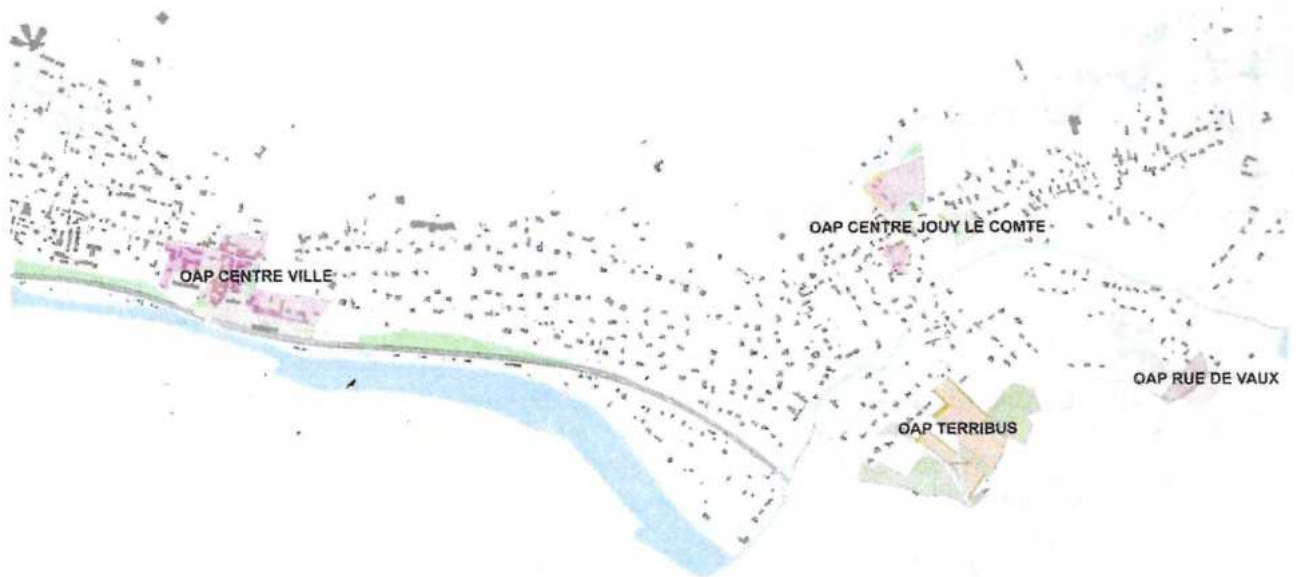 OAP CENTRE JOUY LE COMTE
OAP CENTRE VILLE
OAP RUE DE VAUX
OAP TERRIBUS